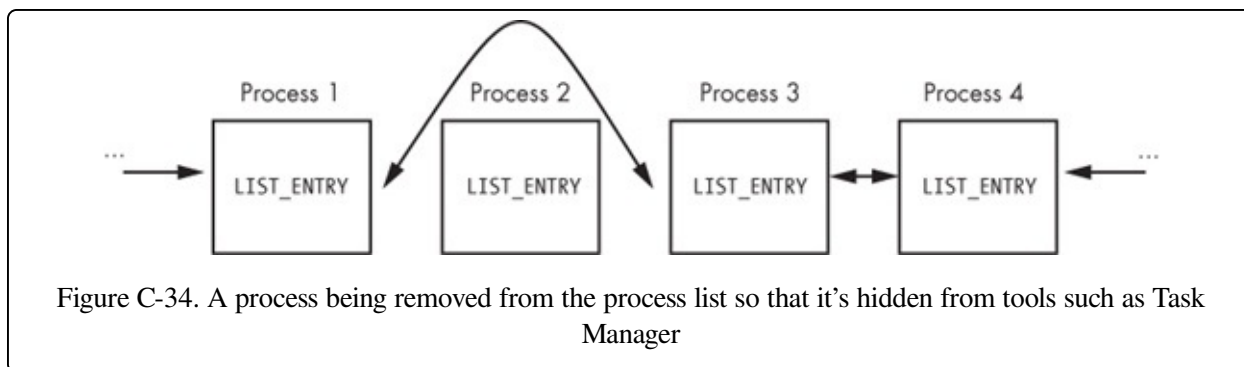 Process 1 Process 2 Process 3 Process 4
... LIST_ENTRY LIST_ENTRY LIST_ENTRY LIST_ENTRY ...
Figure C-34. A process being removed from the process list so that it's hidden from tools such as Task
Manager